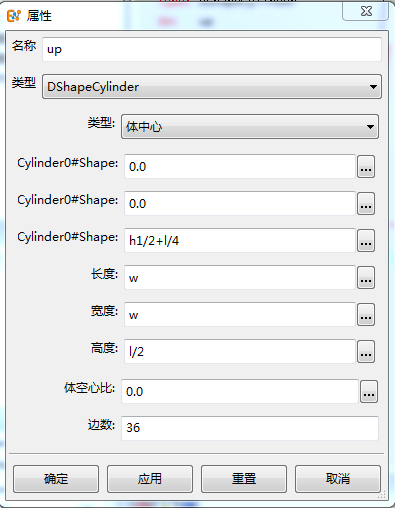 属性
名称 up
类型 DShapeCylinder
类型: 体中心
Cylinder0#Shape: 0.0 ...
Cylinder0#Shape: 0.0 ...
Cylinder0#Shape: h1/2+l/4 ...
长度: w ...
宽度: w ...
高度: l/2 ...
体空心比: 0.0 ...
边数: 36
确定 应用 重置 取消